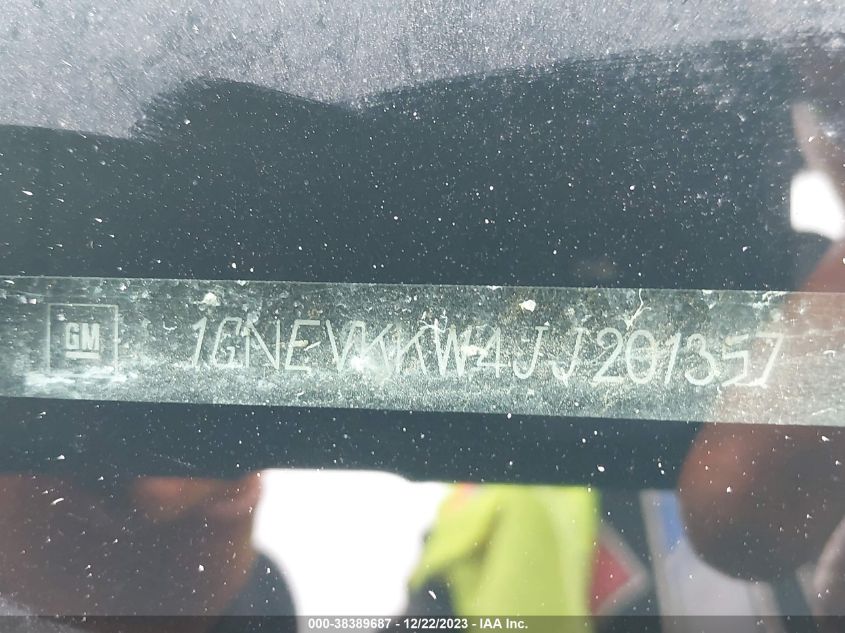 GM 1GNEVKKW4JJ201357
000-38389687 - 12/22/2023 - IAA Inc.